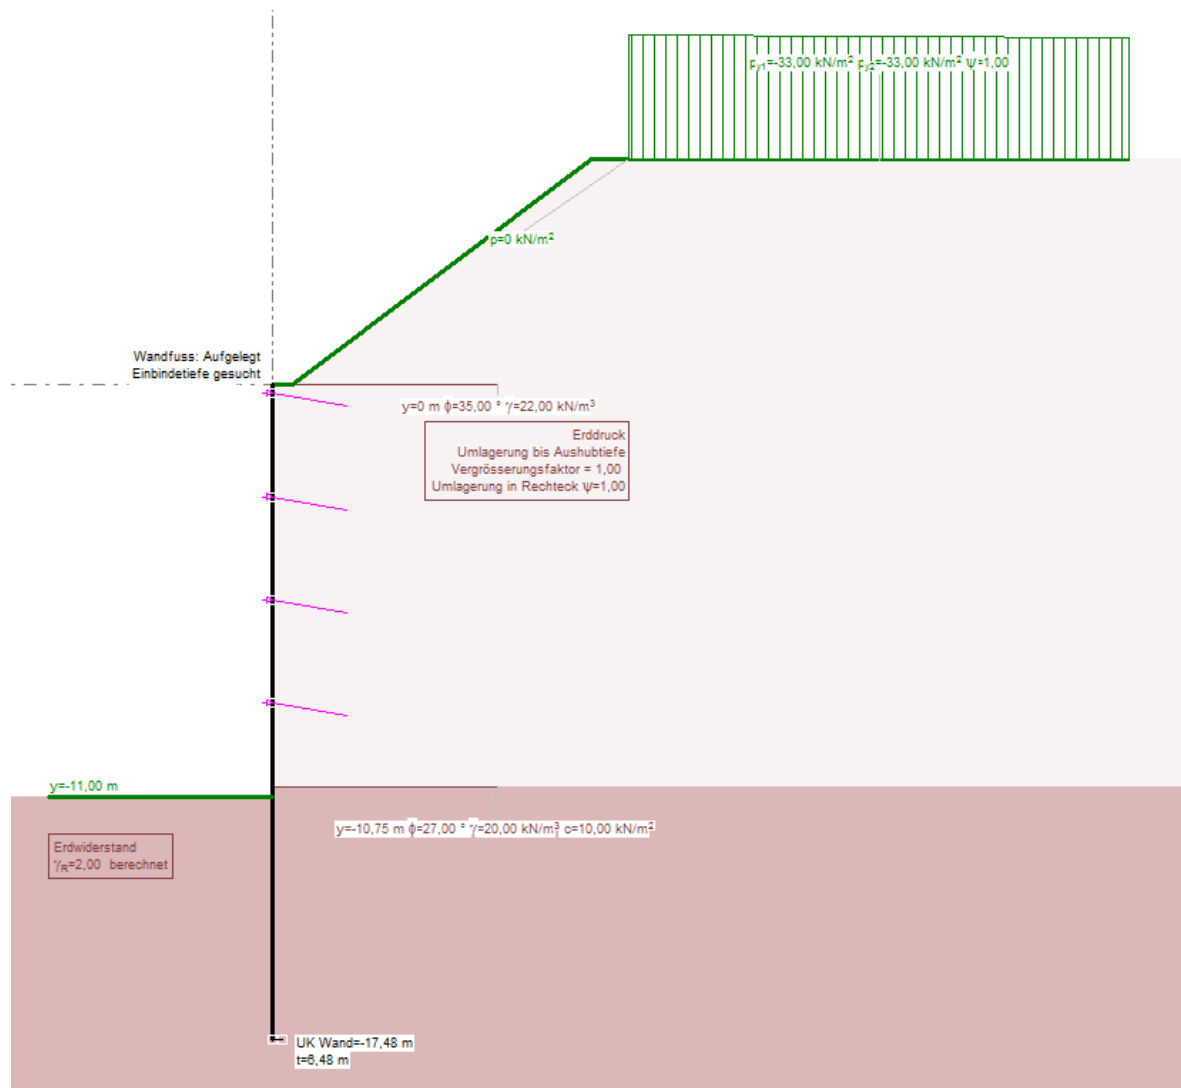 py1=-33,00 kN/m² py2=-33,00 kN/m² ψ=1,00
p=0 kN/m²
Wandfuss: Aufgelegt
Einbindetiefe gesucht
y=0 m ϕ=35,00 ° γ=22,00 kN/m³
Erddruck
Umlagerung bis Aushubtiefe
Vergrösserungsfaktor = 1,00
Umlagerung in Rechteck ψ=1,00
y=-11,00 m
y=-10,75 m ϕ=27,00 ° γ=20,00 kN/m³ c=10,00 kN/m²
Erdwiderstand
γR=2,00 berechnet
UK Wand=-17,48 m
t=6,48 m